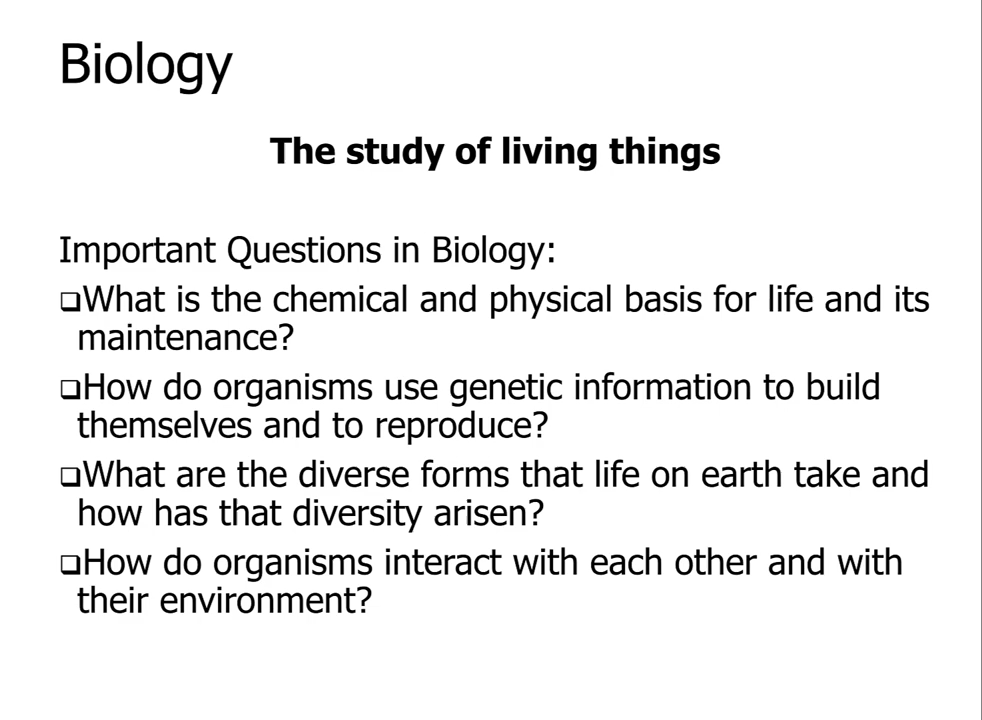 Biology
The study of living things
Important Questions in Biology:
❑What is the chemical and physical basis for life and its
maintenance?
❑How do organisms use genetic information to build
themselves and to reproduce?
❑What are the diverse forms that life on earth take and
how has that diversity arisen?
❑How do organisms interact with each other and with
their environment?